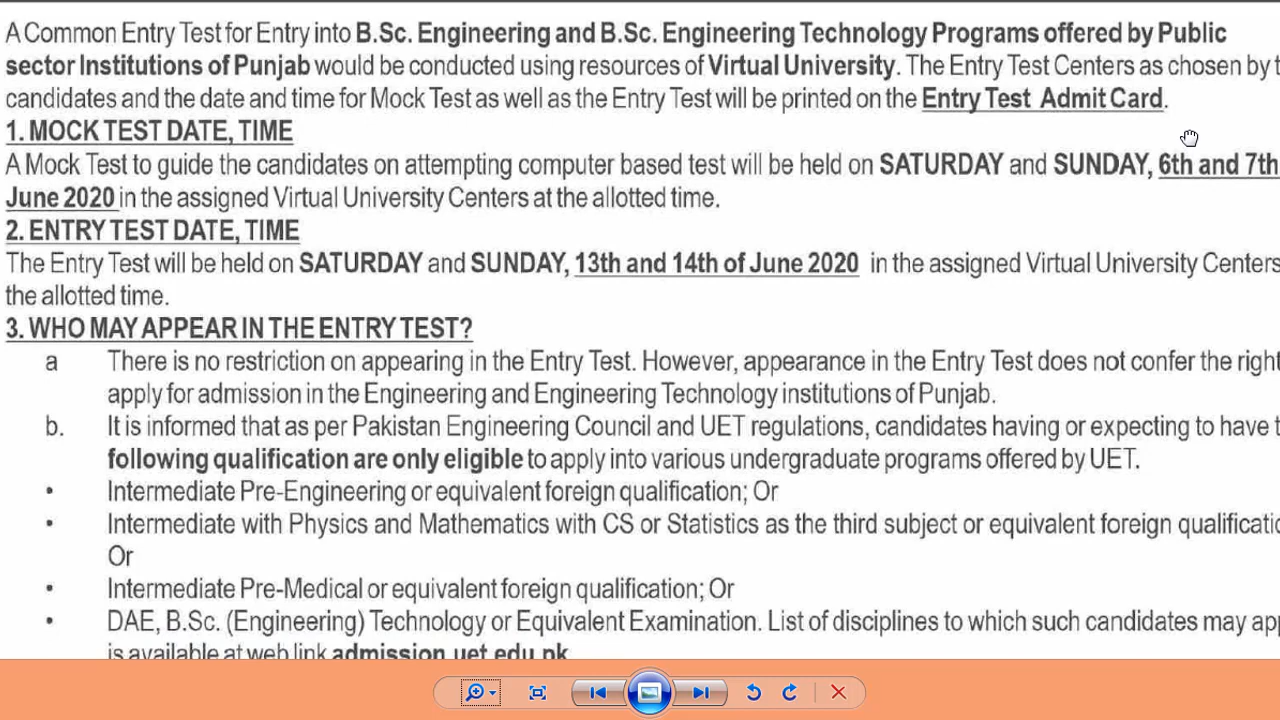 A Common Entry Test for Entry into B.Sc. Engineering and B.Sc. Engineering Technology Programs offered by Public
sector Institutions of Punjab would be conducted using resources of Virtual University. The Entry Test Centers as chosen by
candidates and the date and time for Mock Test as well as the Entry Test will be printed on the Entry Test Admit Card.
1. MOCK TEST DATE, TIME
A Mock Test to guide the candidates on attempting computer based test will be held on SATURDAY and SUNDAY, 6th and 7th
June 2020 in the assigned Virtual University Centers at the allotted time.
2. ENTRY TEST DATE, TIME
The Entry Test will be held on SATURDAY and SUNDAY, 13th and 14th of June 2020 in the assigned Virtual University Centers
the allotted time.
3. WHO MAY APPEAR IN THE ENTRY TEST?
a There is no restriction on appearing in the Entry Test. However, appearance in the Entry Test does not confer the right
apply for admission in the Engineering and Engineering Technology institutions of Punjab.
b. It is informed that as per Pakistan Engineering Council and UET regulations, candidates having or expecting to have
following qualification are only eligible to apply into various undergraduate programs offered by UET.
• Intermediate Pre-Engineering or equivalent foreign qualification; Or
• Intermediate with Physics and Mathematics with CS or Statistics as the third subject or equivalent foreign
Or
• Intermediate Pre-Medical or equivalent foreign qualification; Or
• DAE, B.Sc. (Engineering) Technology or Equivalent Examination. List of disciplines to which such candidates may
is available at web link admission.uet.edu.pk